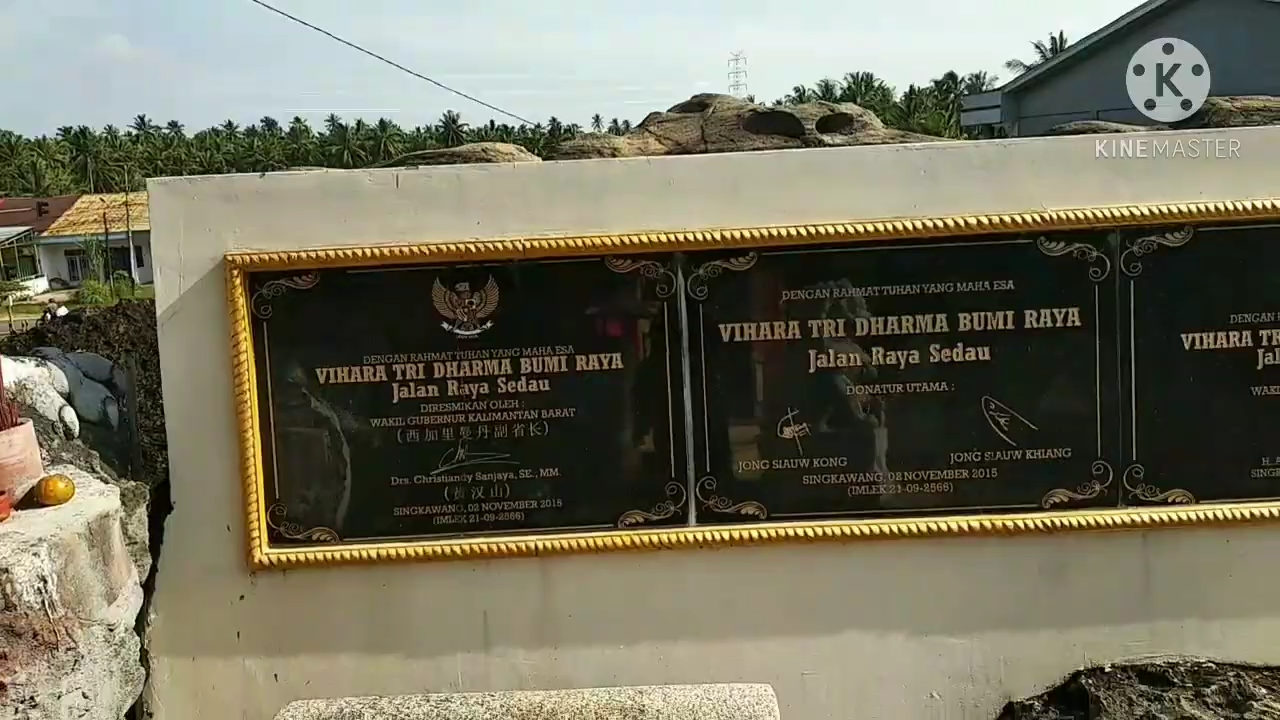 K
KINEMASTER
DENGAN RAHMAT TUHAN YANG MAHA ESA
VIHARA TRI DHARMA BUMI RAYA
Jalan Raya Sedau
DIRESMIKAN OLEH :
WAKIL GUBERNUR KALIMANTAN BARAT
(西加里曼丹副省长)
Drs. Christiandy Sanjaya, SE., MM.
(黄汉山)
SINGKAWANG, 02 NOVEMBER 2015
(IMLEK 21-09-2566)
DENGAN RAHMAT TUHAN YANG MAHA ESA
VIHARA TRI DHARMA BUMI RAYA
Jalan Raya Sedau
DONATUR UTAMA :
JONG SIAUW KONG
JONG SIAUW KHIANG
SINGKAWANG, 02 NOVEMBER 2015
(IMLEK 21-09-2566)
DENGAN
VIHARA